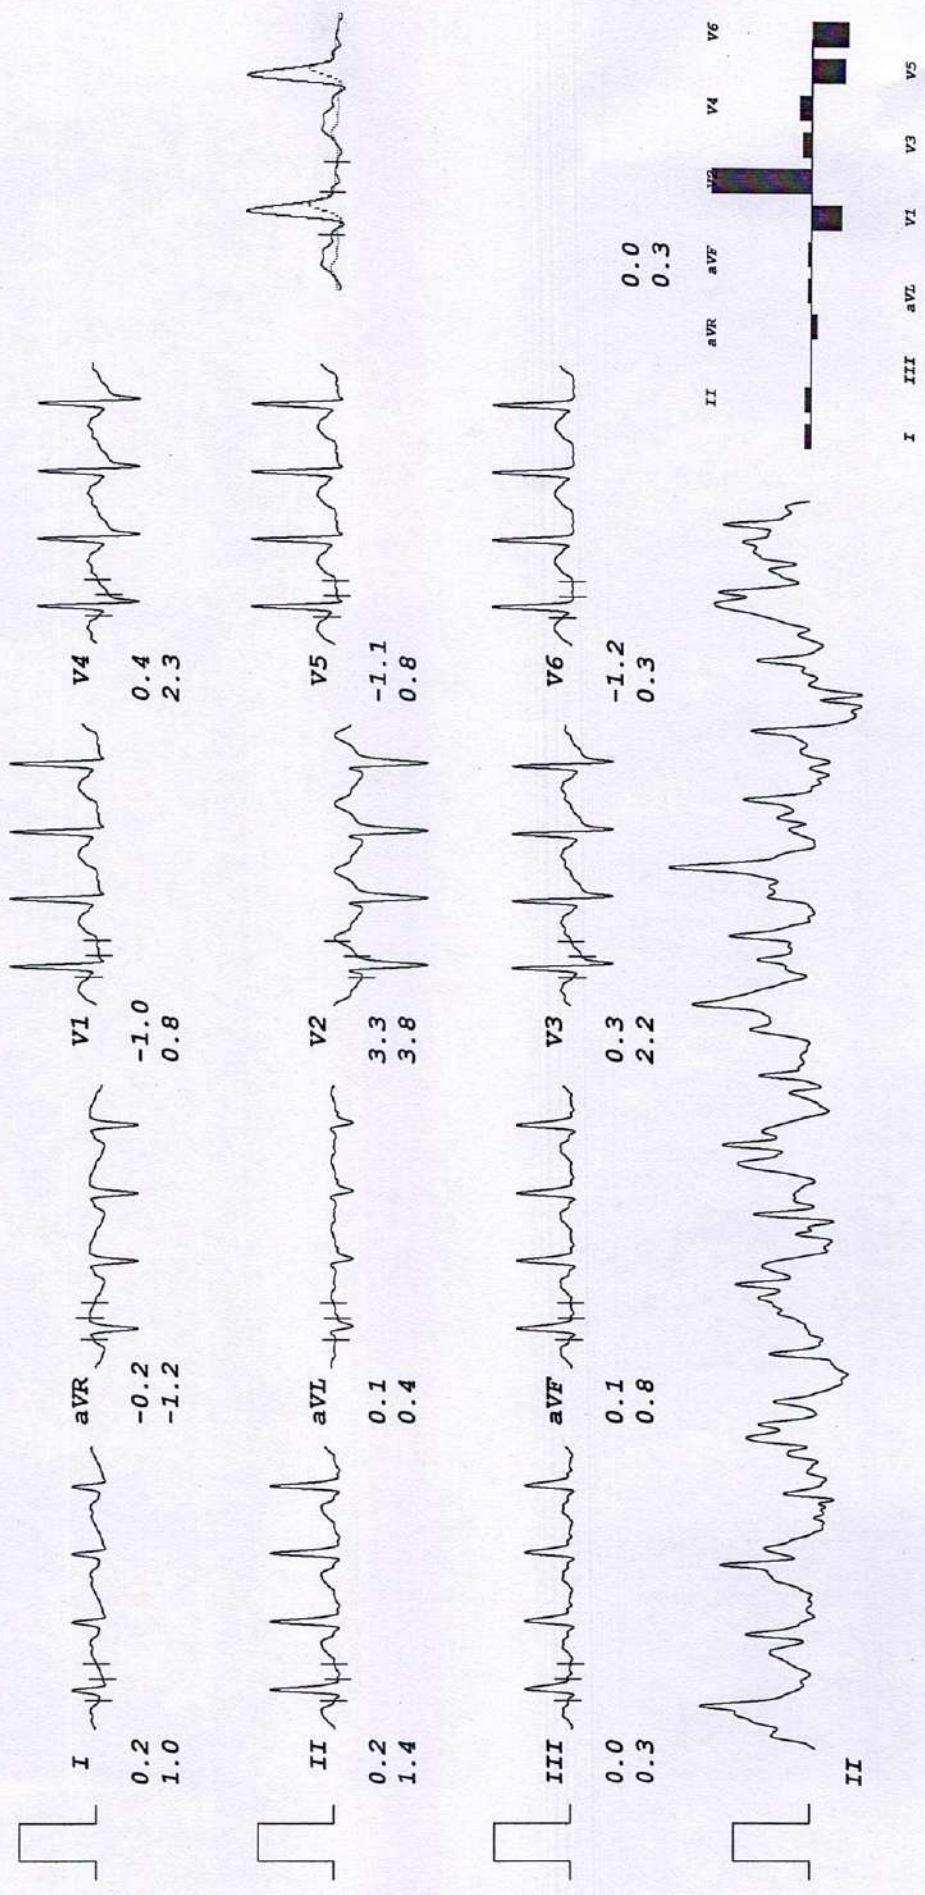 I
0.2
1.0
aVR
-0.2
-1.2
V1
-1.0
0.8
V4
0.4
2.3
II
0.2
1.4
aVL
0.1
0.4
V2
3.3
3.8
V5
-1.1
0.8
III
0.0
0.3
aVF
0.1
0.8
V3
0.3
2.2
V6
-1.2
0.3
0.0
0.3
II
II aVR aVF V2 V4 V6
I III aVL V1 V3 V5